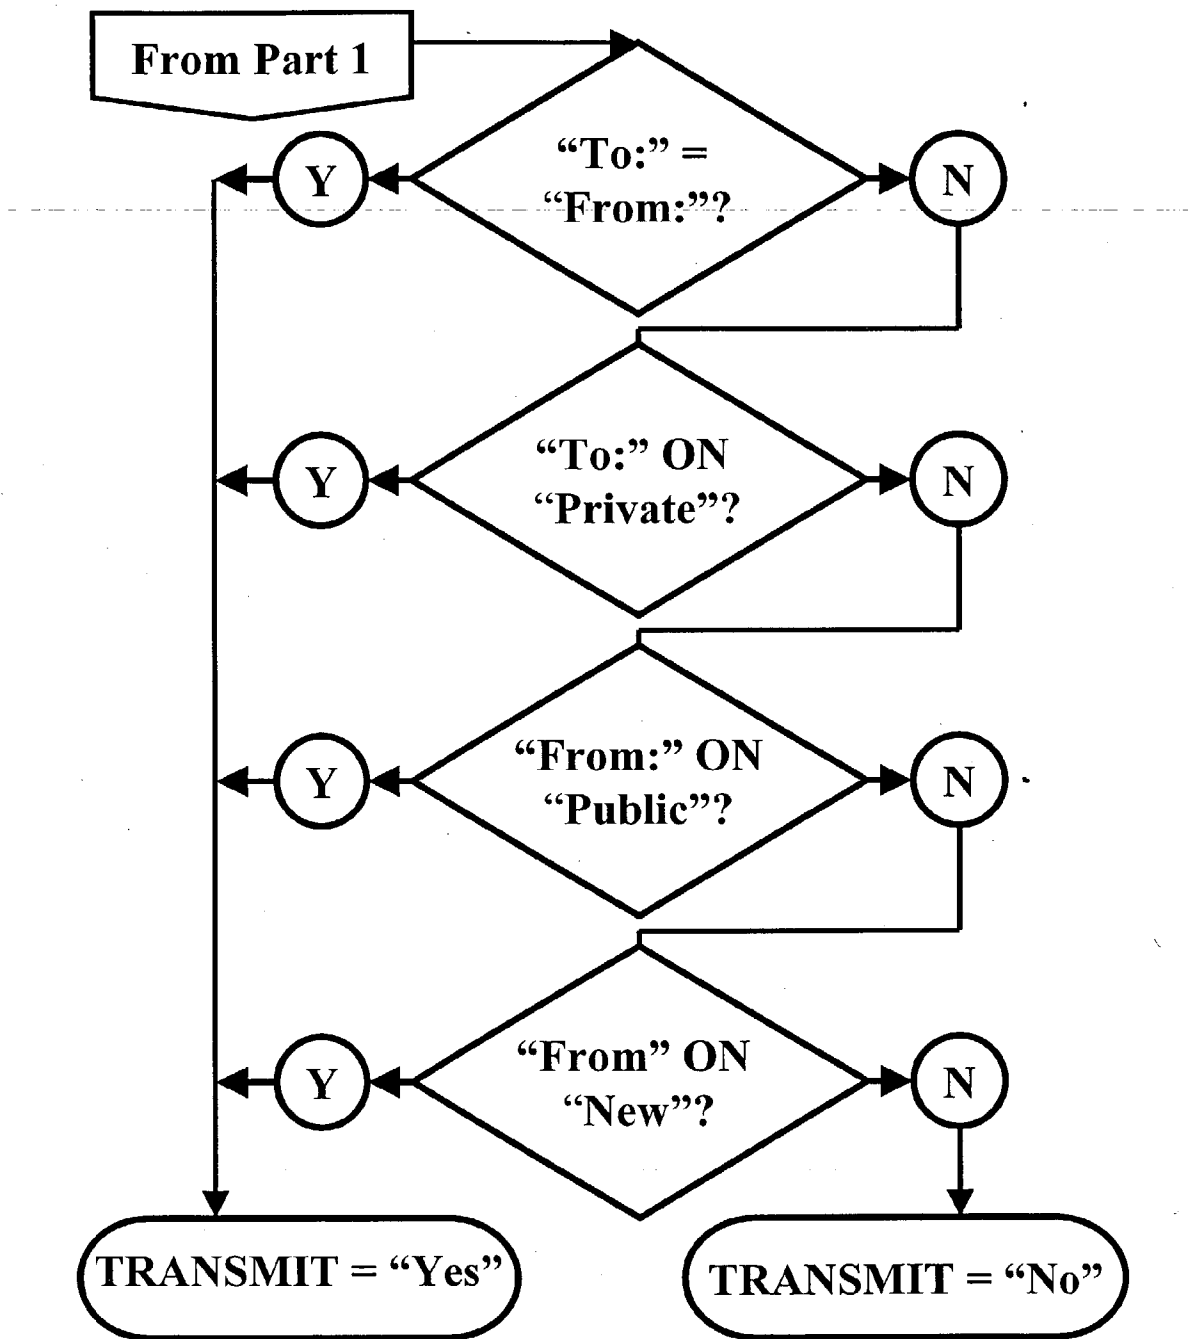 From Part 1
“To:” =
“From:”?
Y
N
“To:” ON
“Private”?
Y
N
“From:” ON
“Public”?
Y
N
“From” ON
“New”?
Y
N
TRANSMIT = “Yes”
TRANSMIT = “No”